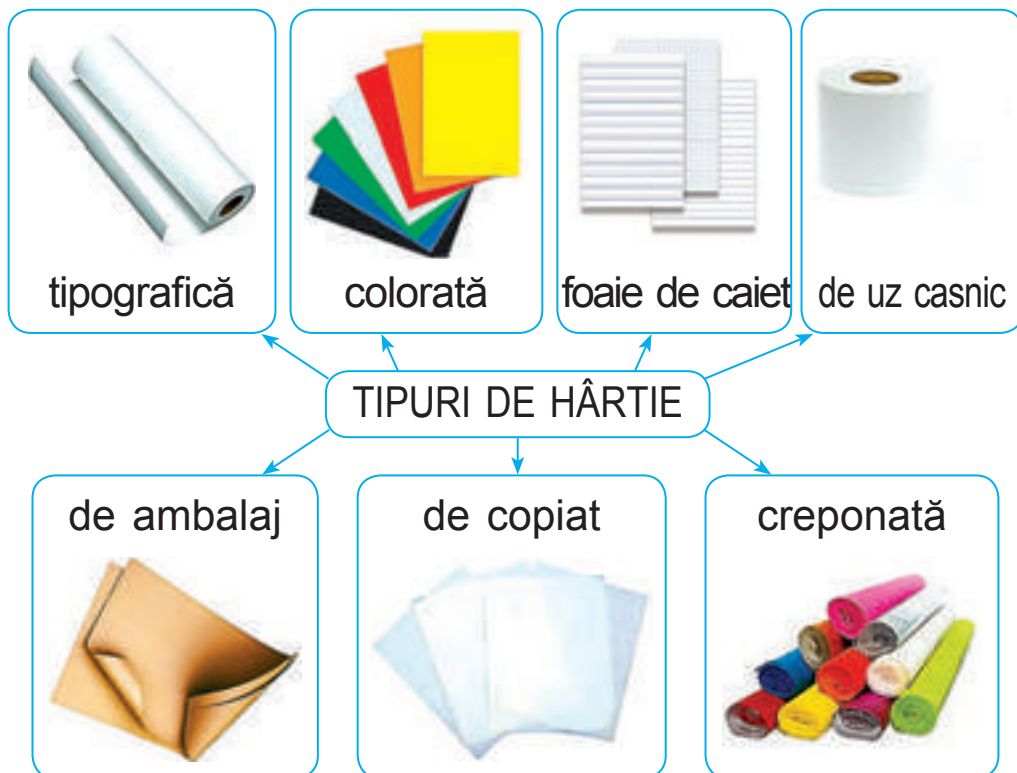 tipografică
colorată
foaie de caiet
de uz casnic
TIPURI DE HÂRTIE
de ambalaj
de copiat
creponată